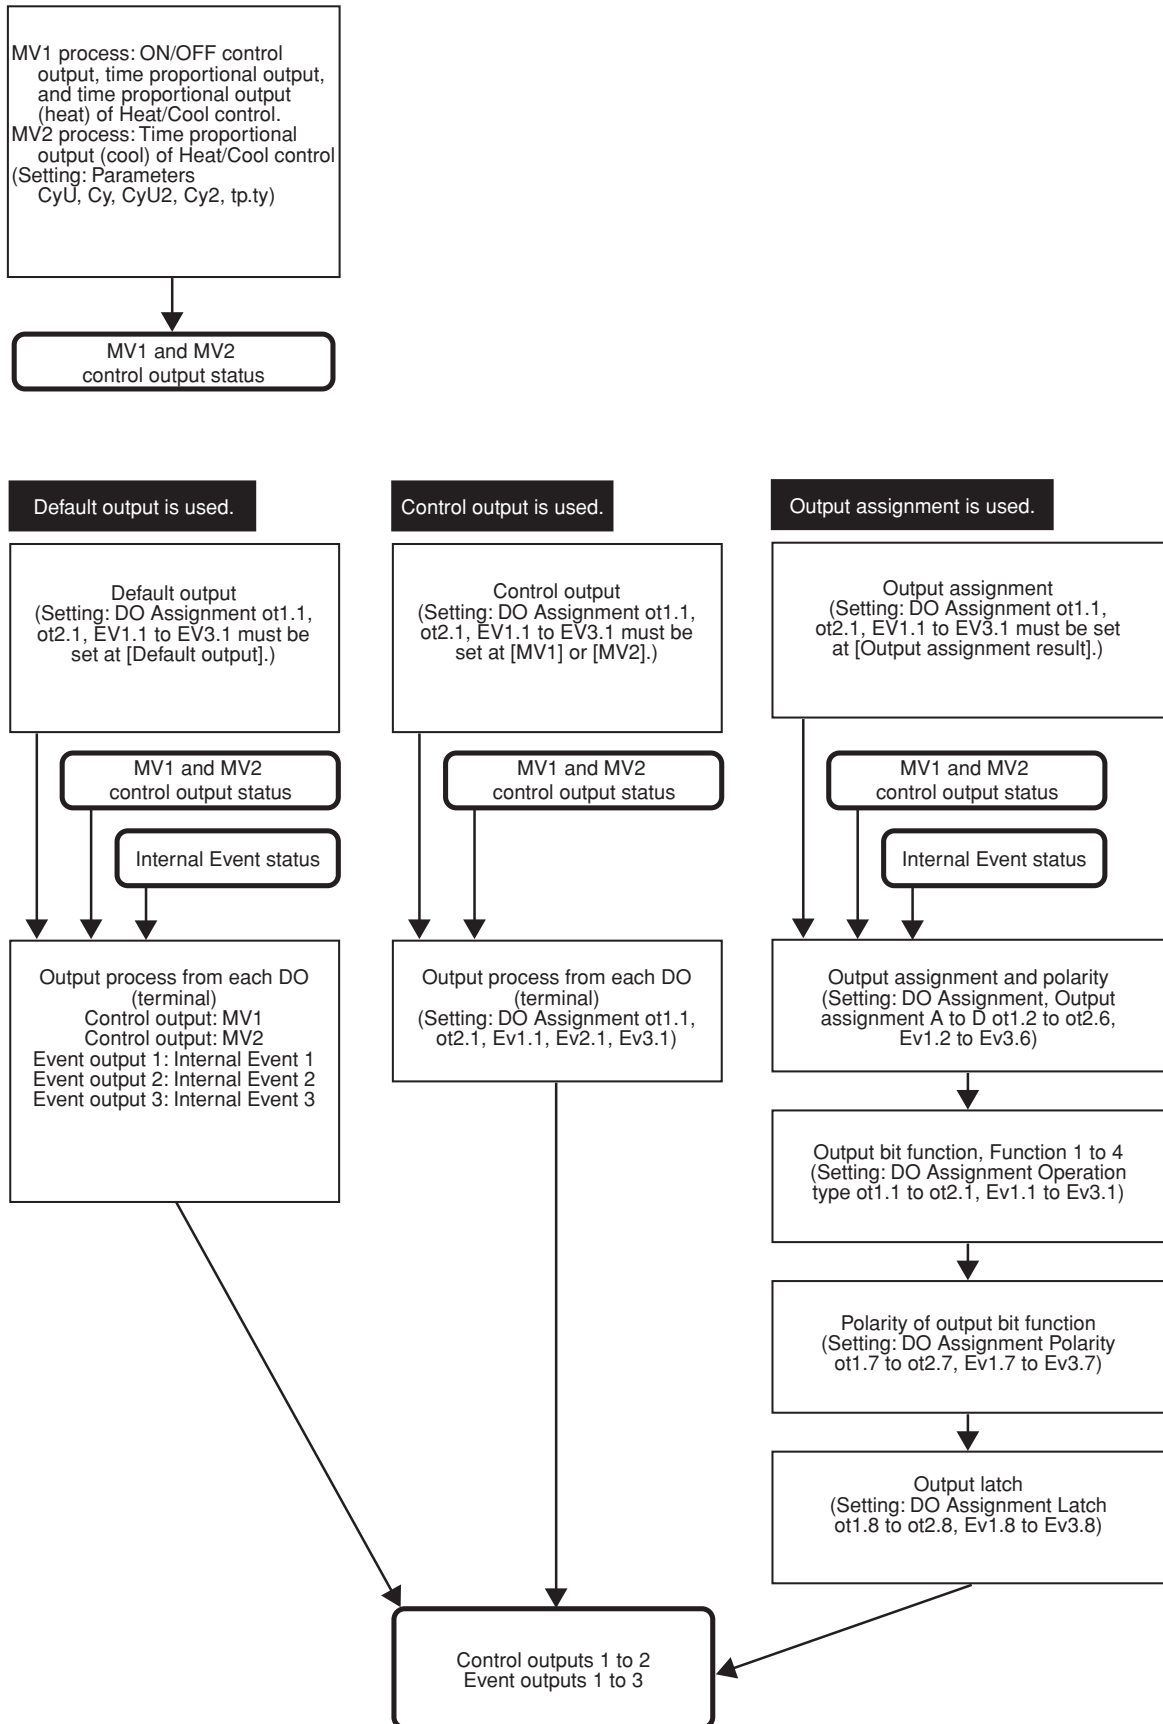 MV1 process: ON/OFF control
output, time proportional output,
and time proportional output
(heat) of Heat/Cool control.
MV2 process: Time proportional
output (cool) of Heat/Cool control
(Setting: Parameters
CyU, Cy, CyU2, Cy2, tp.ty)
MV1 and MV2
control output status
Default output is used.
Default output
(Setting: DO Assignment ot1.1,
ot2.1, EV1.1 to EV3.1 must be
set at [Default output].)
MV1 and MV2
control output status
Internal Event status
Output process from each DO
(terminal)
Control output: MV1
Control output: MV2
Event output 1: Internal Event 1
Event output 2: Internal Event 2
Event output 3: Internal Event 3
Control output is used.
Control output
(Setting: DO Assignment ot1.1,
ot2.1, EV1.1 to EV3.1 must be
set at [MV1] or [MV2].)
MV1 and MV2
control output status
Output process from each DO
(terminal)
(Setting: DO Assignment ot1.1,
ot2.1, Ev1.1, Ev2.1, Ev3.1)
Output assignment is used.
Output assignment
(Setting: DO Assignment ot1.1,
ot2.1, EV1.1 to EV3.1 must be set
at [Output assignment result].)
MV1 and MV2
control output status
Internal Event status
Output assignment and polarity
(Setting: DO Assignment, Output
assignment A to D ot1.2 to ot2.6,
Ev1.2 to Ev3.6)
Output bit function, Function 1 to 4
(Setting: DO Assignment Operation
type ot1.1 to ot2.1, Ev1.1 to Ev3.1)
Polarity of output bit function
(Setting: DO Assignment Polarity
ot1.7 to ot2.7, Ev1.7 to Ev3.7)
Output latch
(Setting: DO Assignment Latch
ot1.8 to ot2.8, Ev1.8 to Ev3.8)
Control outputs 1 to 2
Event outputs 1 to 3